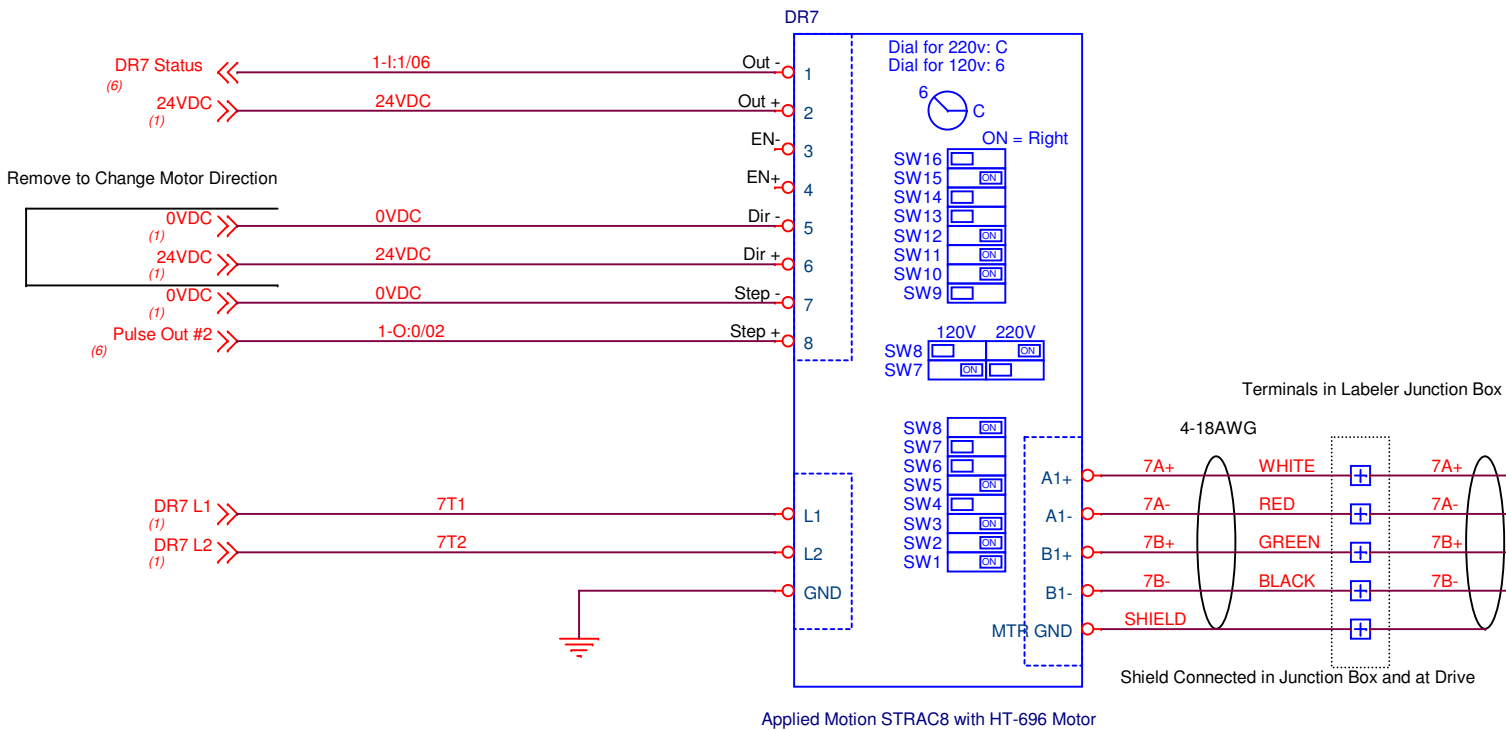 DR7
DR7 Status
(6)
1-I:1/06
Out -
1
24VDC
(1)
24VDC
Out +
2
EN-
3
EN+
4
Remove to Change Motor Direction
0VDC
(1)
0VDC
Dir -
5
24VDC
(1)
24VDC
Dir +
6
0VDC
(1)
0VDC
Step -
7
Pulse Out #2
(6)
1-O:0/02
Step +
8
Dial for 220v: C
Dial for 120v: 6
6
C
ON = Right
SW16
SW15 ON
SW14
SW13
SW12 ON
SW11 ON
SW10 ON
SW9
120V 220V
SW8 ON
SW7 ON
SW8 ON
SW7
SW6
SW5 ON
SW4
SW3 ON
SW2 ON
SW1 ON
DR7 L1
(1)
7T1
L1
DR7 L2
(1)
7T2
L2
GND
Terminals in Labeler Junction Box
4-18AWG
A1+ 7A+ WHITE 7A+
A1- 7A- RED 7A-
B1+ 7B+ GREEN 7B+
B1- 7B- BLACK 7B-
MTR GND SHIELD
Shield Connected in Junction Box and at Drive
Applied Motion STRAC8 with HT-696 Motor